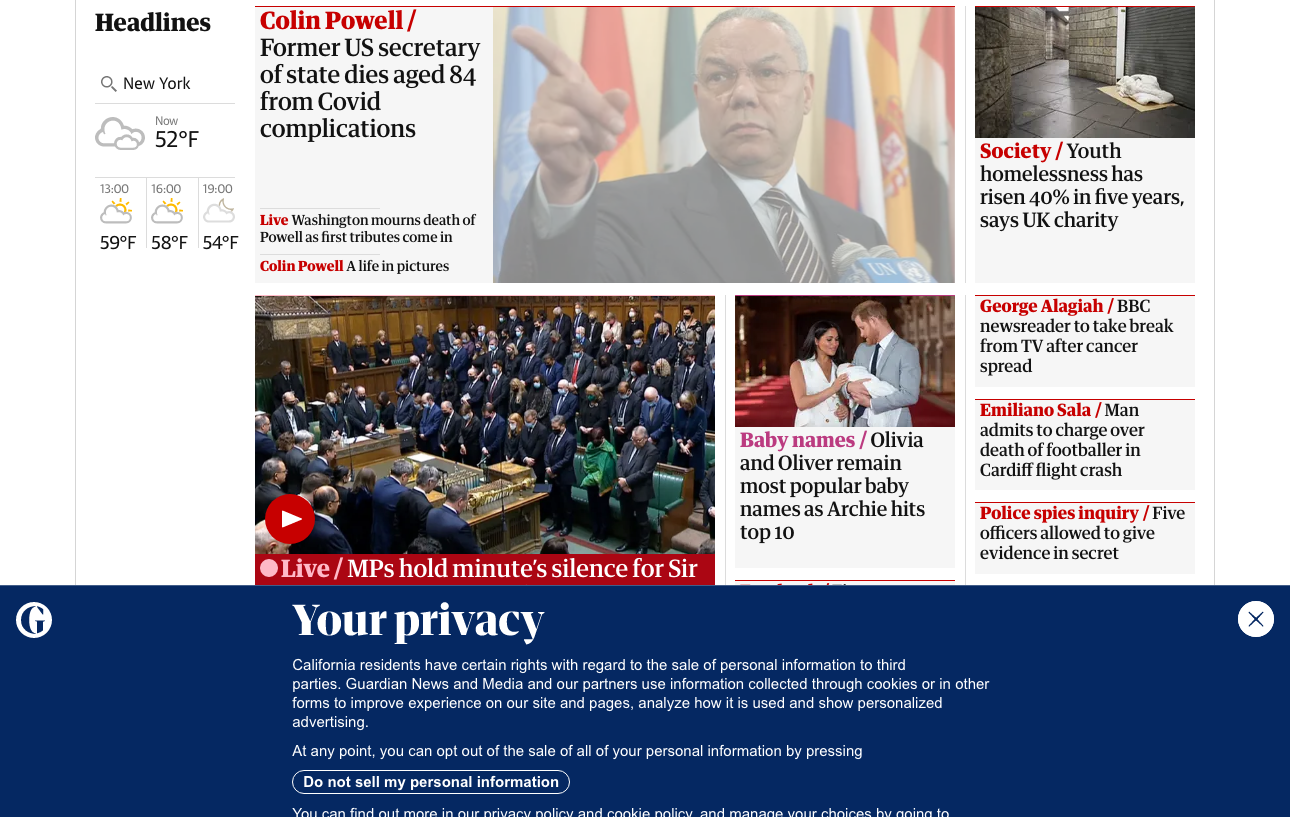 Headlines
New York
Now
52°F
13:00
16:00
19:00
59°F
58°F
54°F
Colin Powell /
Former US secretary
of state dies aged 84
from Covid
complications
Live Washington mourns death of
Powell as first tributes come in
Colin Powell A life in pictures
UN
Society / Youth
homelessness has
risen 40% in five years,
says UK charity
Live / MPs hold minute’s silence for Sir
Baby names / Olivia
and Oliver remain
most popular baby
names as Archie hits
top 10
George Alagiah / BBC
newsreader to take break
from TV after cancer
spread
Emiliano Sala / Man
admits to charge over
death of footballer in
Cardiff flight crash
Police spies inquiry / Five
officers allowed to give
evidence in secret
G
Your privacy
California residents have certain rights with regard to the sale of personal information to third
parties. Guardian News and Media and our partners use information collected through cookies or in other
forms to improve experience on our site and pages, analyze how it is used and show personalized
advertising.
At any point, you can opt out of the sale of all of your personal information by pressing
Do not sell my personal information
You can find out more in our privacy policy and cookie policy, and manage your choices by going to